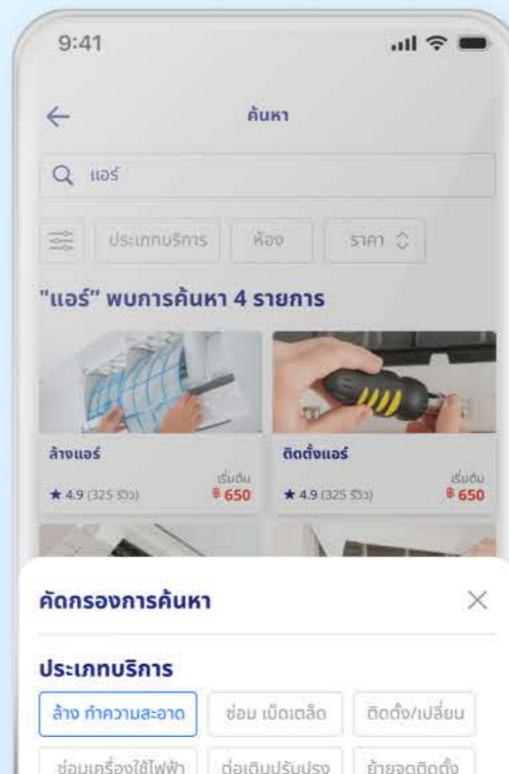 9:41
ค้นหา
แอร์
ประเภทบริการ ห้อง ราคา
"แอร์" พบการค้นหา 4 รายการ
ล้างแอร์ ติดตั้งแอร์
เริ่มต้น เริ่มต้น
★ 4.9 (325 รีวิว) ฿ 650 ★ 4.9 (325 รีวิว) ฿ 650
คัดกรองการค้นหา
ประเภทบริการ
ล้าง ทำความสะอาด ซ่อม เบ็ดเตล็ด ติดตั้ง/เปลี่ยน
ซ่อมเครื่องใช้ไฟฟ้า ต่อเติมปรับปรุง ย้ายจุดติดตั้ง